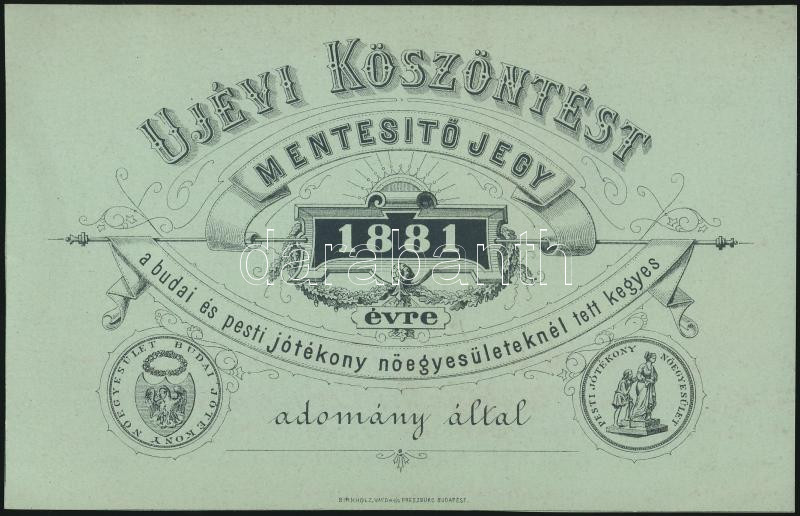 UJÉVI KÖSZÖNTÉST
MENTESITŐ JEGY
1881
évre
a budai és pesti jótékony nőegyesületeknél tett kegyes
adomány által
BUDAI JÓTÉKONY NŐEGYESÜLET
PESTI JÓTÉKONY NŐEGYESÜLET
darabanth